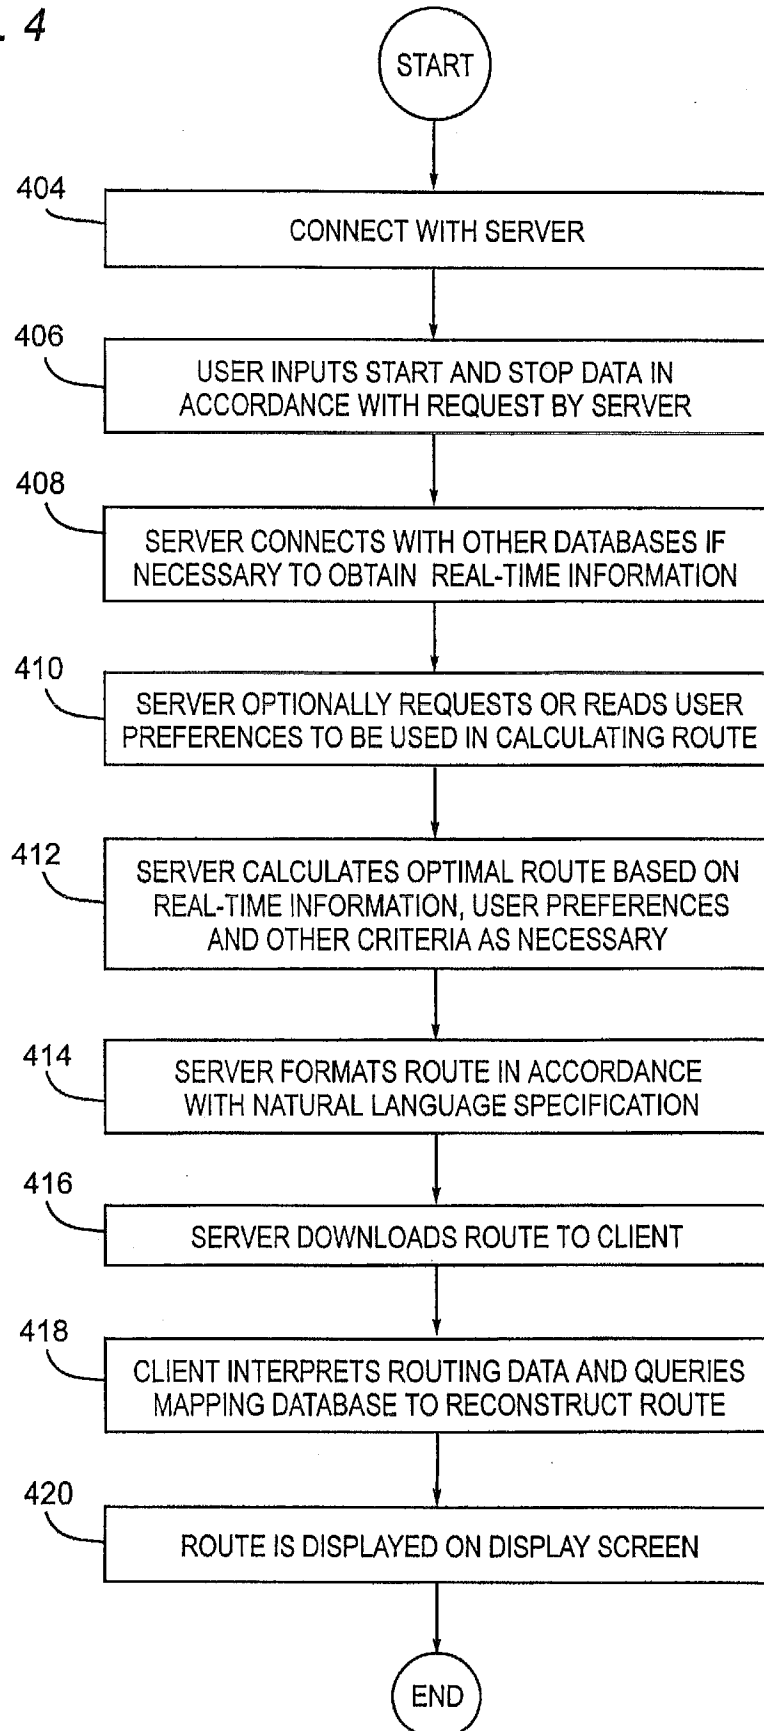 . 4
START
404
CONNECT WITH SERVER
406
USER INPUTS START AND STOP DATA IN
ACCORDANCE WITH REQUEST BY SERVER
408
SERVER CONNECTS WITH OTHER DATABASES IF
NECESSARY TO OBTAIN REAL-TIME INFORMATION
410
SERVER OPTIONALLY REQUESTS OR READS USER
PREFERENCES TO BE USED IN CALCULATING ROUTE
412
SERVER CALCULATES OPTIMAL ROUTE BASED ON
REAL-TIME INFORMATION, USER PREFERENCES
AND OTHER CRITERIA AS NECESSARY
414
SERVER FORMATS ROUTE IN ACCORDANCE
WITH NATURAL LANGUAGE SPECIFICATION
416
SERVER DOWNLOADS ROUTE TO CLIENT
418
CLIENT INTERPRETS ROUTING DATA AND QUERIES
MAPPING DATABASE TO RECONSTRUCT ROUTE
420
ROUTE IS DISPLAYED ON DISPLAY SCREEN
END